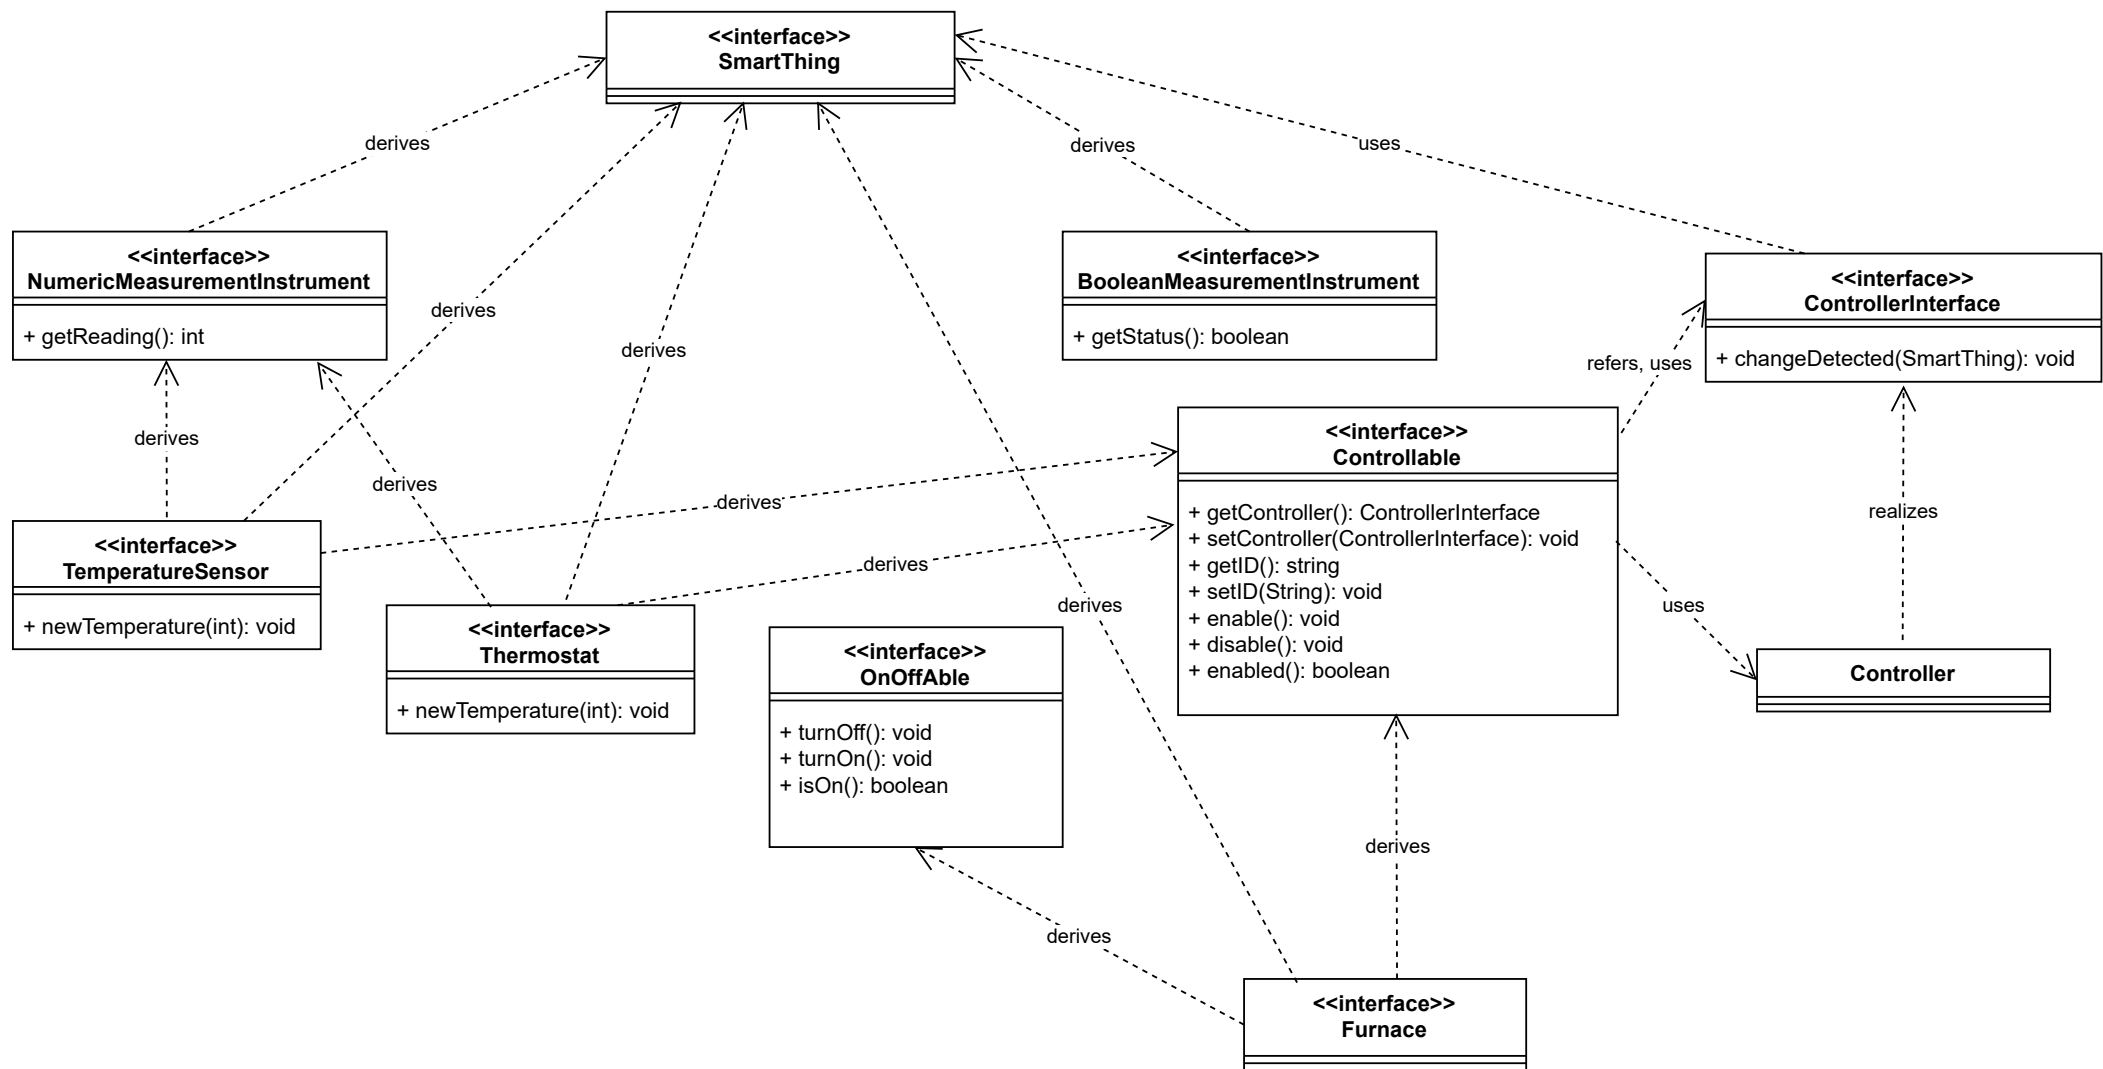 <<interface>>
SmartThing
derives
derives
uses
<<interface>>
NumericMeasurementInstrument
+ getReading(): int
<<interface>>
BooleanMeasurementInstrument
+ getStatus(): boolean
<<interface>>
ControllerInterface
+ changeDetected(SmartThing): void
derives
derives
refers, uses
derives
derives
derives
derives
<<interface>>
Controllable
+ getController(): ControllerInterface
+ setController(ControllerInterface): void
+ getID(): string
+ setID(String): void
+ enable(): void
+ disable(): void
+ enabled(): boolean
realizes
<<interface>>
TemperatureSensor
+ newTemperature(int): void
<<interface>>
Thermostat
+ newTemperature(int): void
<<interface>>
OnOffAble
+ turnOff(): void
+ turnOn(): void
+ isOn(): boolean
derives
uses
Controller
derives
derives
<<interface>>
Furnace